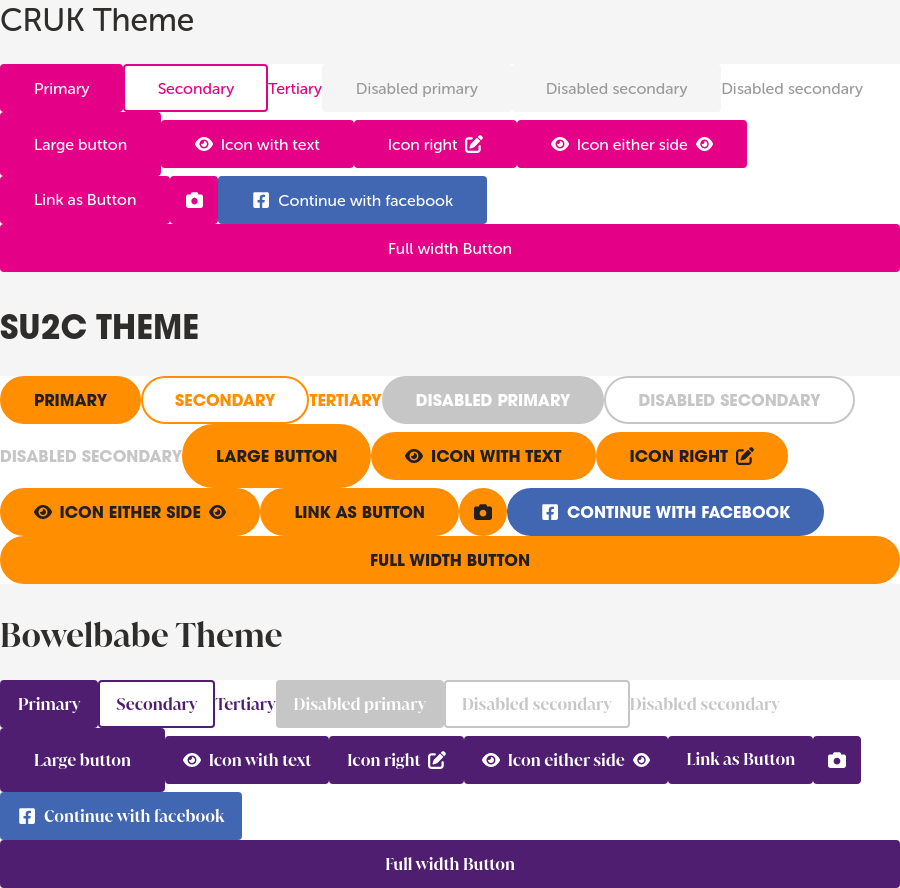 CRUK Theme
Primary Secondary Tertiary Disabled primary Disabled secondary Disabled secondary
Large button Icon with text Icon right Icon either side
Link as Button Continue with facebook
Full width Button
SU2C THEME
PRIMARY SECONDARY TERTIARY DISABLED PRIMARY DISABLED SECONDARY
DISABLED SECONDARY LARGE BUTTON ICON WITH TEXT ICON RIGHT
ICON EITHER SIDE LINK AS BUTTON CONTINUE WITH FACEBOOK
FULL WIDTH BUTTON
Bowelbabe Theme
Primary Secondary Tertiary Disabled primary Disabled secondary Disabled secondary
Large button Icon with text Icon right Icon either side Link as Button
Continue with facebook
Full width Button